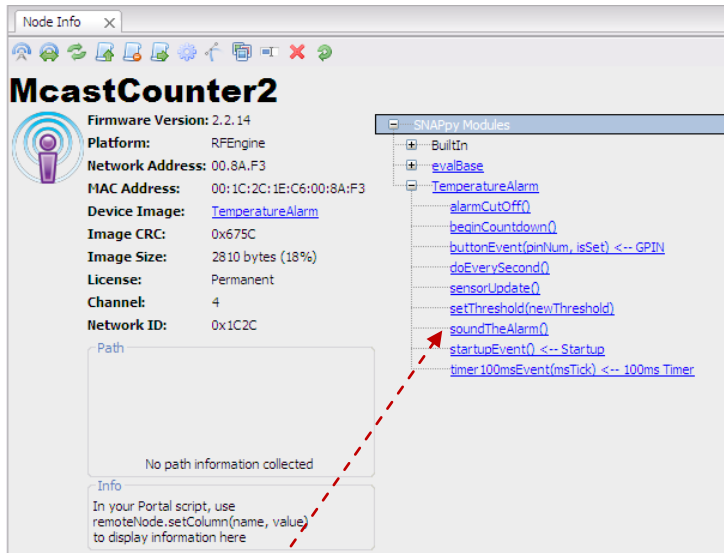 Node Info
McastCounter2
Firmware Version: 2.2.14
Platform: RFEngine
Network Address: 00.8A.F3
MAC Address: 00:1C:2C:1E:C6:00:8A:F3
Device Image: TemperatureAlarm
Image CRC: 0x675C
Image Size: 2810 bytes (18%)
License: Permanent
Channel: 4
Network ID: 0x1C2C
Path
No path information collected
Info
In your Portal script, use
remoteNode.setColumn(name, value)
to display information here
SNAPpy Modules
BuiltIn
evalBase
TemperatureAlarm
alarmCutOff()
beginCountdown()
buttonEvent(pinNum, isSet) <-- GPIN
doEverySecond()
sensorUpdate()
setThreshold(newThreshold)
soundTheAlarm()
startupEvent() <-- Startup
timer100msEvent(msTick) <-- 100ms Timer